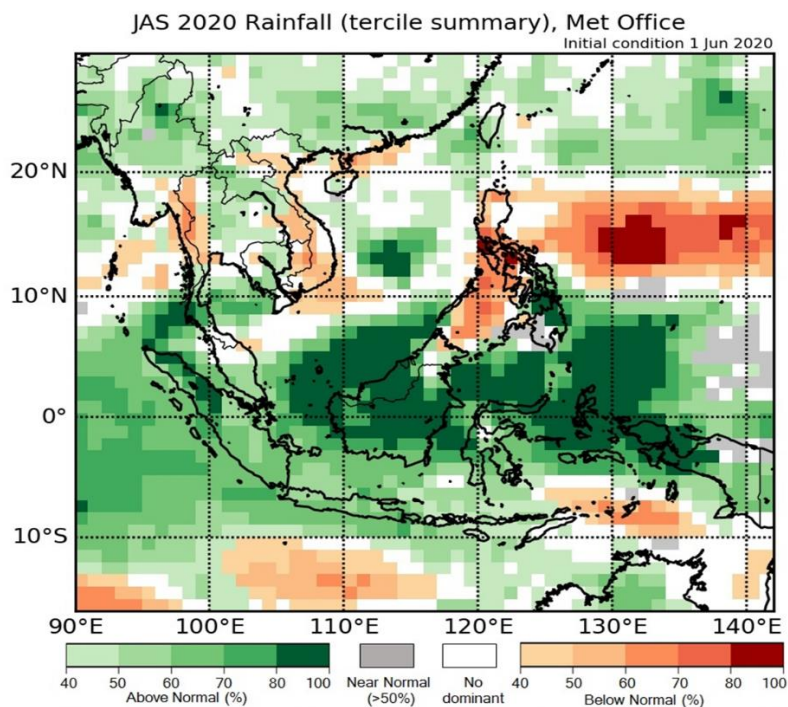 JAS 2020 Rainfall (tercile summary), Met Office
Initial condition 1 Jun 2020
20°N
10°N
0°
10°S
90°E 100°E 110°E 120°E 130°E 140°E
40 50 60 70 80 100
Above Normal (%)
Near Normal
(>50%)
No
dominant
40 50 60 70 80 100
Below Normal (%)